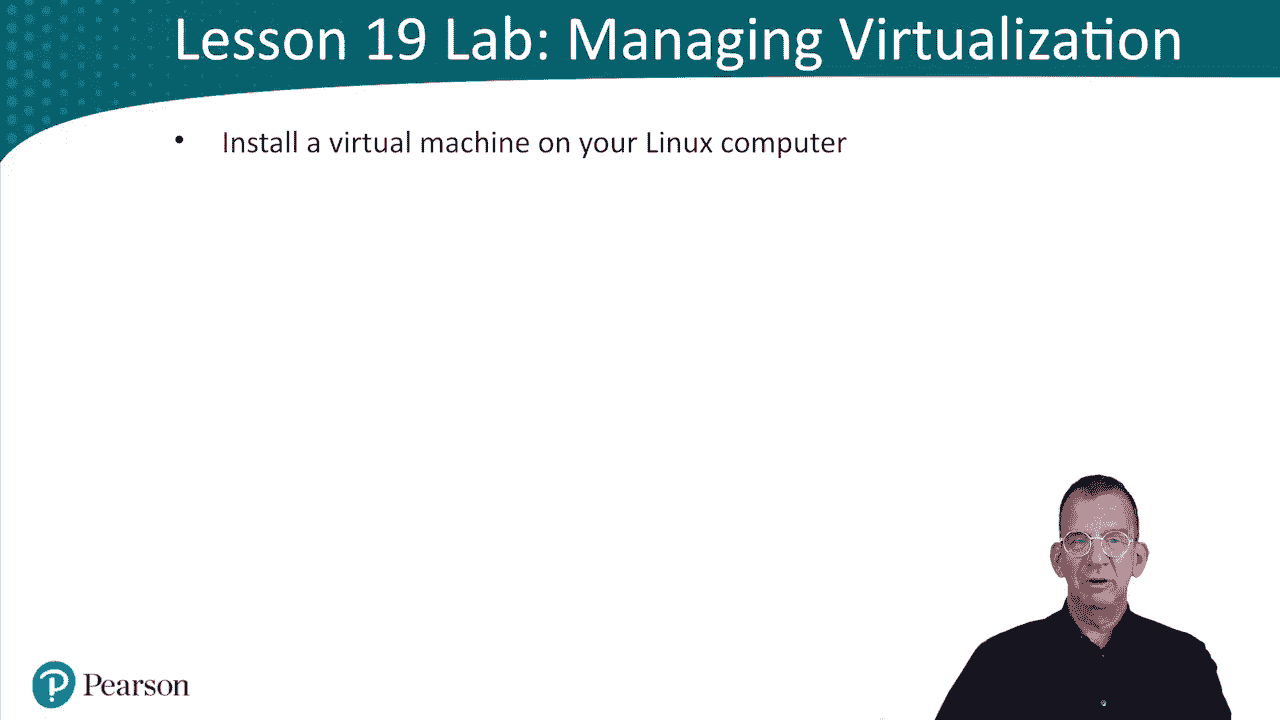 Lesson 19 Lab: Managing Virtualization
• Install a virtual machine on your Linux computer
Pearson